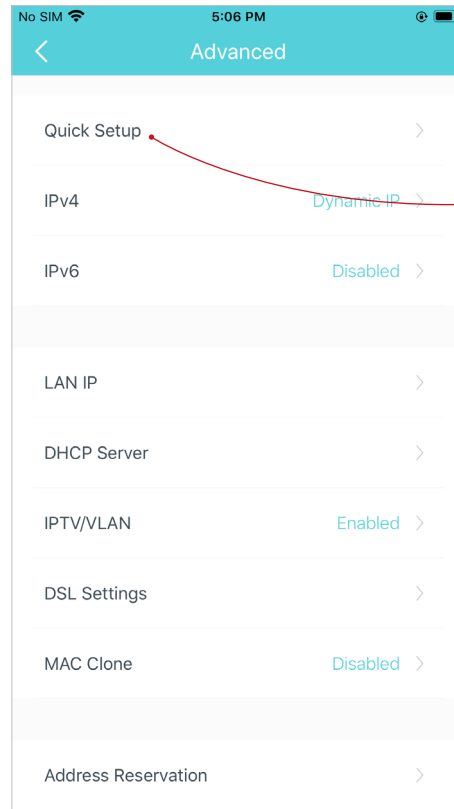 No SIM 5:06 PM
Advanced
Quick Setup
IPv4 Dynamic IP
IPv6 Disabled
LAN IP
DHCP Server
IPTV/VLAN Enabled
DSL Settings
MAC Clone Disabled
Address Reservation